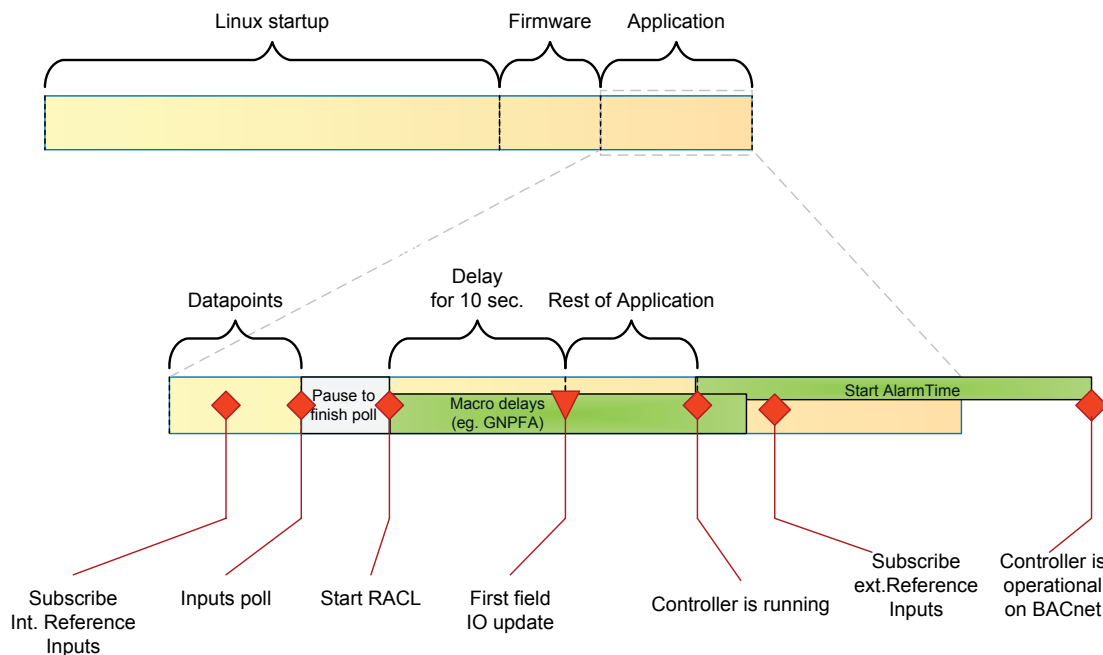 Linux startup
Firmware
Application
Datapoints
Delay
for 10 sec.
Rest of Application
Pause to
finish poll
Macro delays
(eg. GNPFA)
Start AlarmTime
Subscribe
Int. Reference
Inputs
Inputs poll
Start RACL
First field
IO update
Controller is running
Subscribe
ext.Reference
Inputs
Controller is
operational
on BACnet